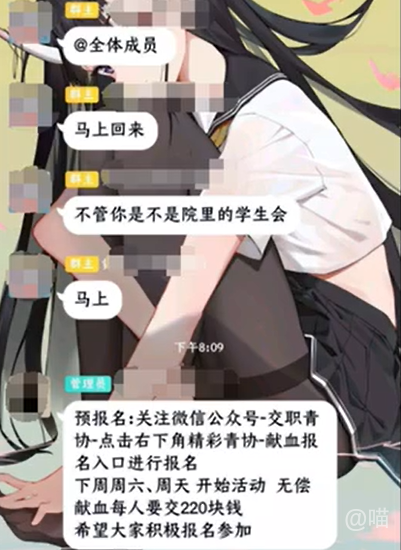 群主
@全体成员
群主
马上回来
群主
不管你是不是院里的学生会
群主
马上
下午8:09
管理员
预报名:关注微信公众号-交职青
协-点击右下角精彩青协-献血报
名入口进行报名
下周周六、周天 开始活动 无偿
献血每人要交220块钱
希望大家积极报名参加
@喵